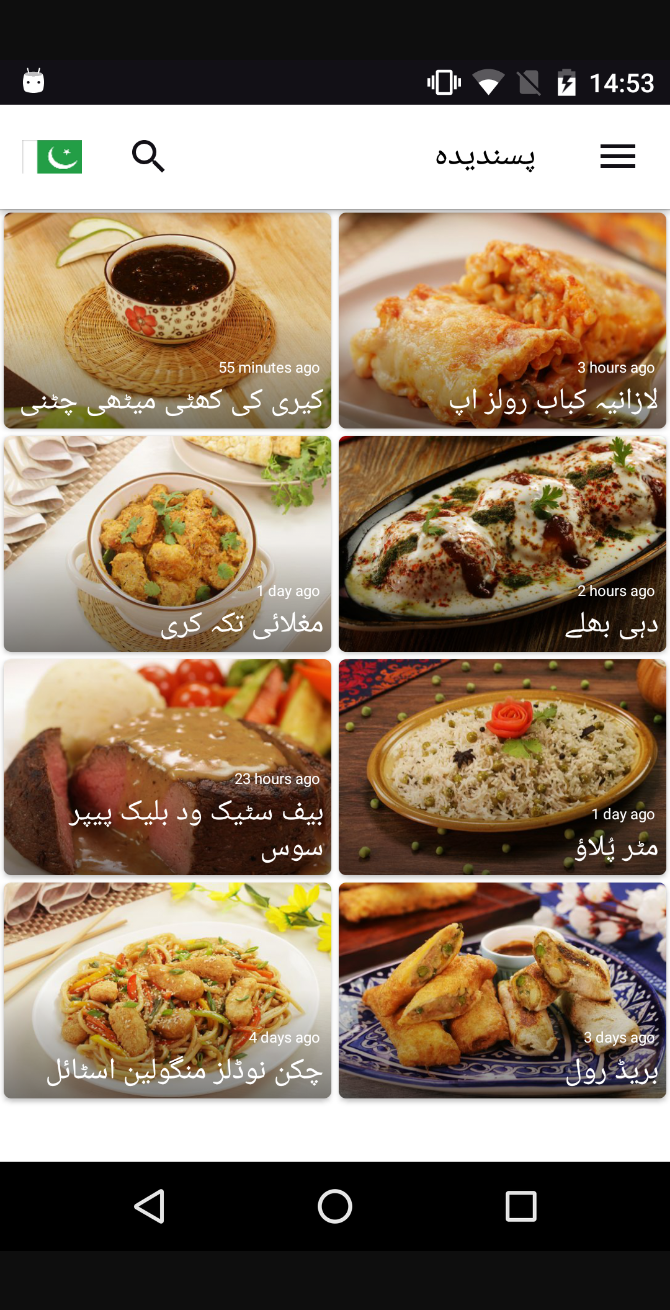 14:53
پسندیدہ
3 hours ago
لازانیہ کباب رولز اپ
55 minutes ago
کیری کی کھٹی میٹھی چٹنی
2 hours ago
دہی بھلے
1 day ago
مغلائی تکہ کری
1 day ago
مٹر پُلاؤ
23 hours ago
بیف سٹیک ود بلیک پیپر
سوس
3 days ago
بریڈ رول
4 days ago
چکن نوڈلز منگولین اسٹائل